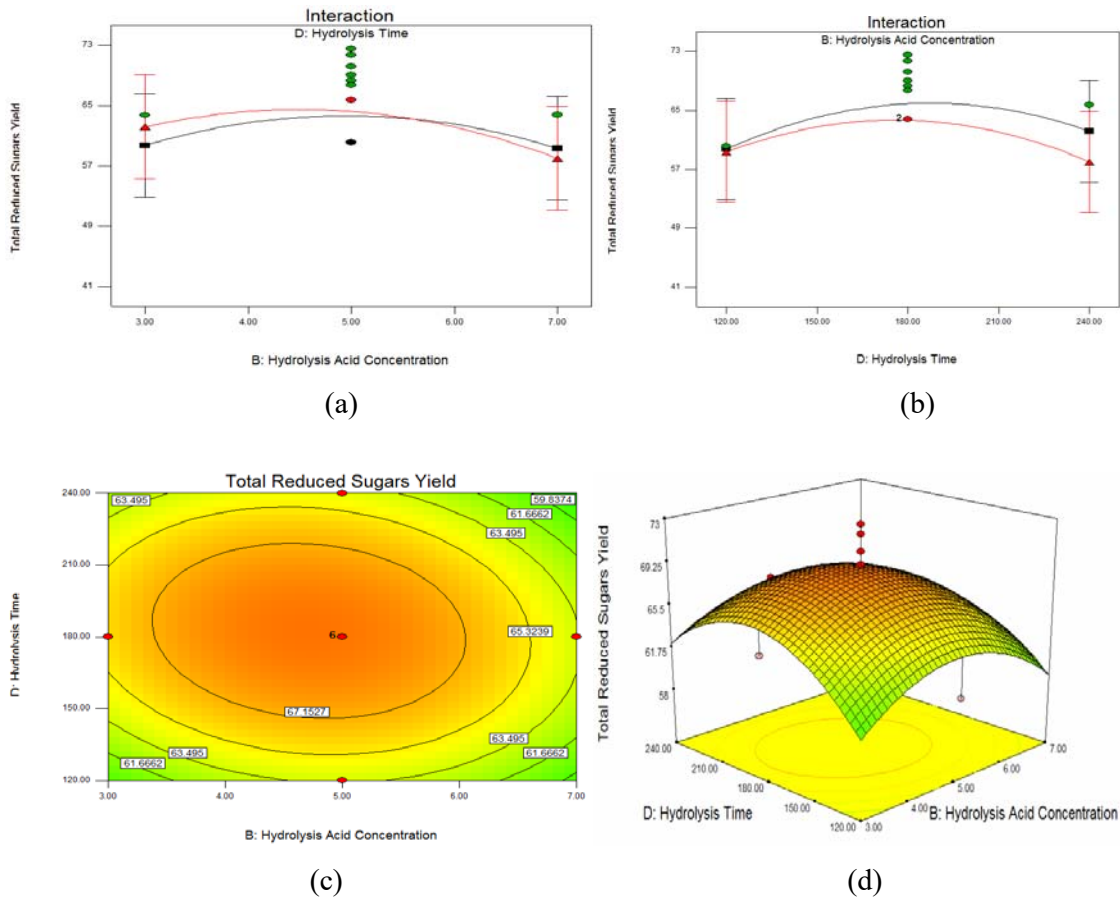 Interaction
D: Hydrolysis Time
Total Reduced Sugars Yield
73
65
57
49
41
3.00 4.00 5.00 6.00 7.00
B: Hydrolysis Acid Concentration
(a)
Interaction
B: Hydrolysis Acid Concentration
Total Reduced Sugars Yield
73
65
57
49
41
2
120.00 150.00 180.00 210.00 240.00
D: Hydrolysis Time
(b)
Total Reduced Sugars Yield
D: Hydrolysis Time
240.00
210.00
180.00
150.00
120.00
63.495
59.8374
61.6662
63.495
6
65.3239
67.1527
63.495
63.495
61.6662
61.6662
3.00 4.00 5.00 6.00 7.00
B: Hydrolysis Acid Concentration
(c)
Total Reduced Sugars Yield
73
69.25
65.5
61.75
58
240.00
210.00
180.00
150.00
120.00
3.00
4.00
5.00
6.00
7.00
D: Hydrolysis Time
B: Hydrolysis Acid Concentration
(d)